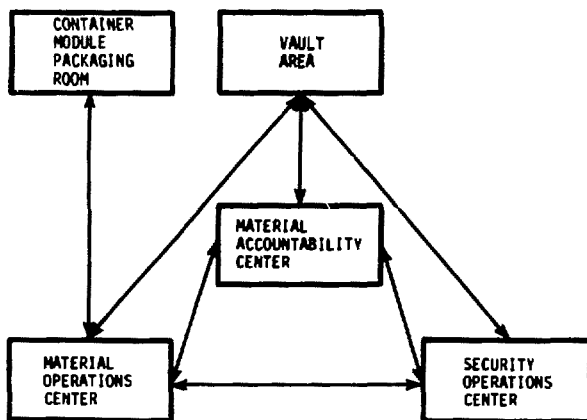 CONTAINER
MODULE
PACKAGING
ROOM
VAULT
AREA
MATERIAL
ACCOUNTABILITY
CENTER
MATERIAL
OPERATIONS
CENTER
SECURITY
OPERATIONS
CENTER